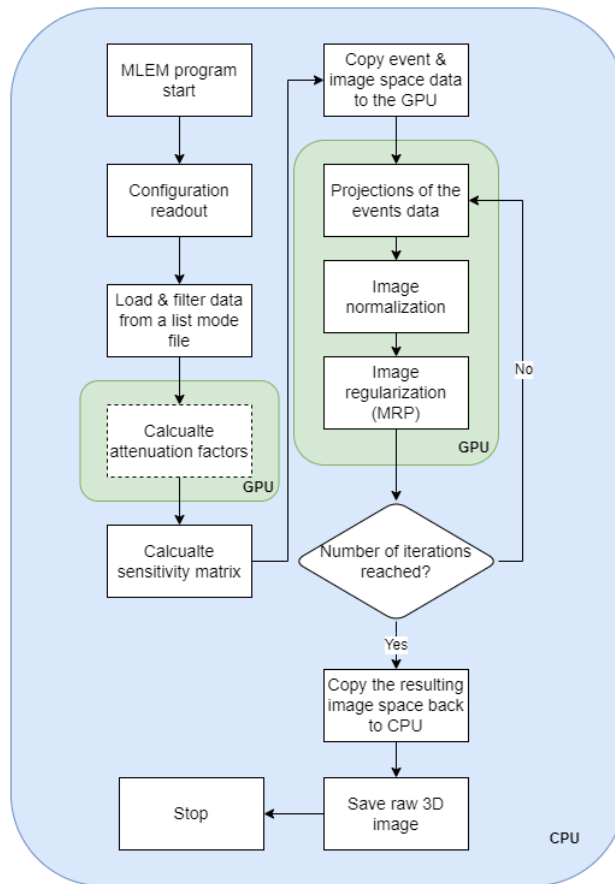 MLEM program
start
Configuration
readout
Load & filter data
from a list mode
file
Calcualte
attenuation factors
GPU
Calcualte
sensitivity matrix
Copy event &
image space data
to the GPU
Projections of the
events data
Image
normalization
Image
regularization
(MRP)
GPU
No
Number of iterations
reached?
Yes
Copy the resulting
image space back
to CPU
Save raw 3D
image
Stop
CPU